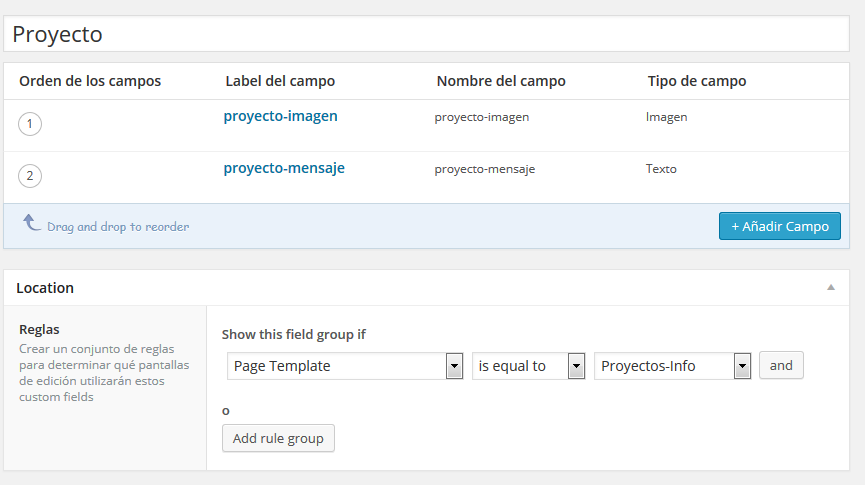 Proyecto
Orden de los campos Label del campo Nombre del campo Tipo de campo
1 proyecto-imagen proyecto-imagen Imagen
2 proyecto-mensaje proyecto-mensaje Texto
Drag and drop to reorder + Añadir Campo
Location
Reglas
Crear un conjunto de reglas
para determinar qué pantallas
de edición utilizarán estos
custom fields
Show this field group if
Page Template is equal to Proyectos-Info and
o
Add rule group